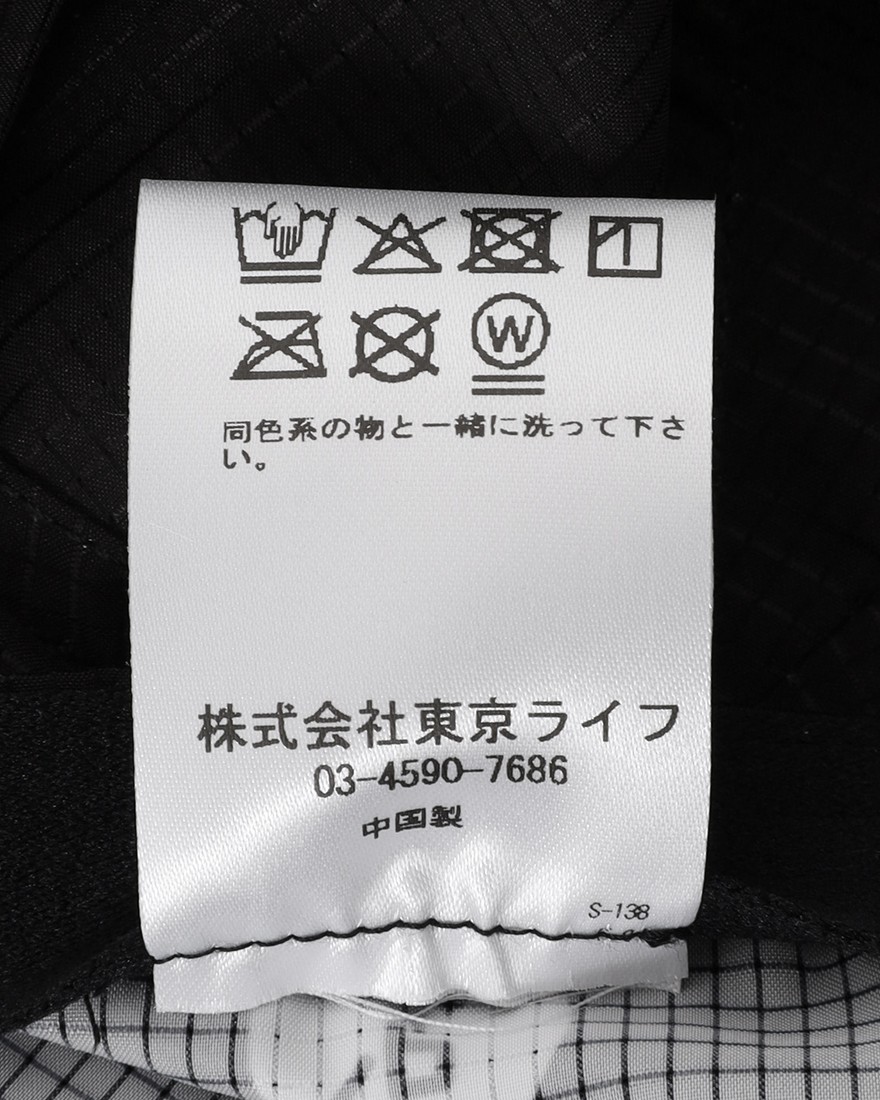 W
同色系の物と一緒に洗って下さ
い。
株式会社東京ライフ
03-4590-7686
中国製
S-138